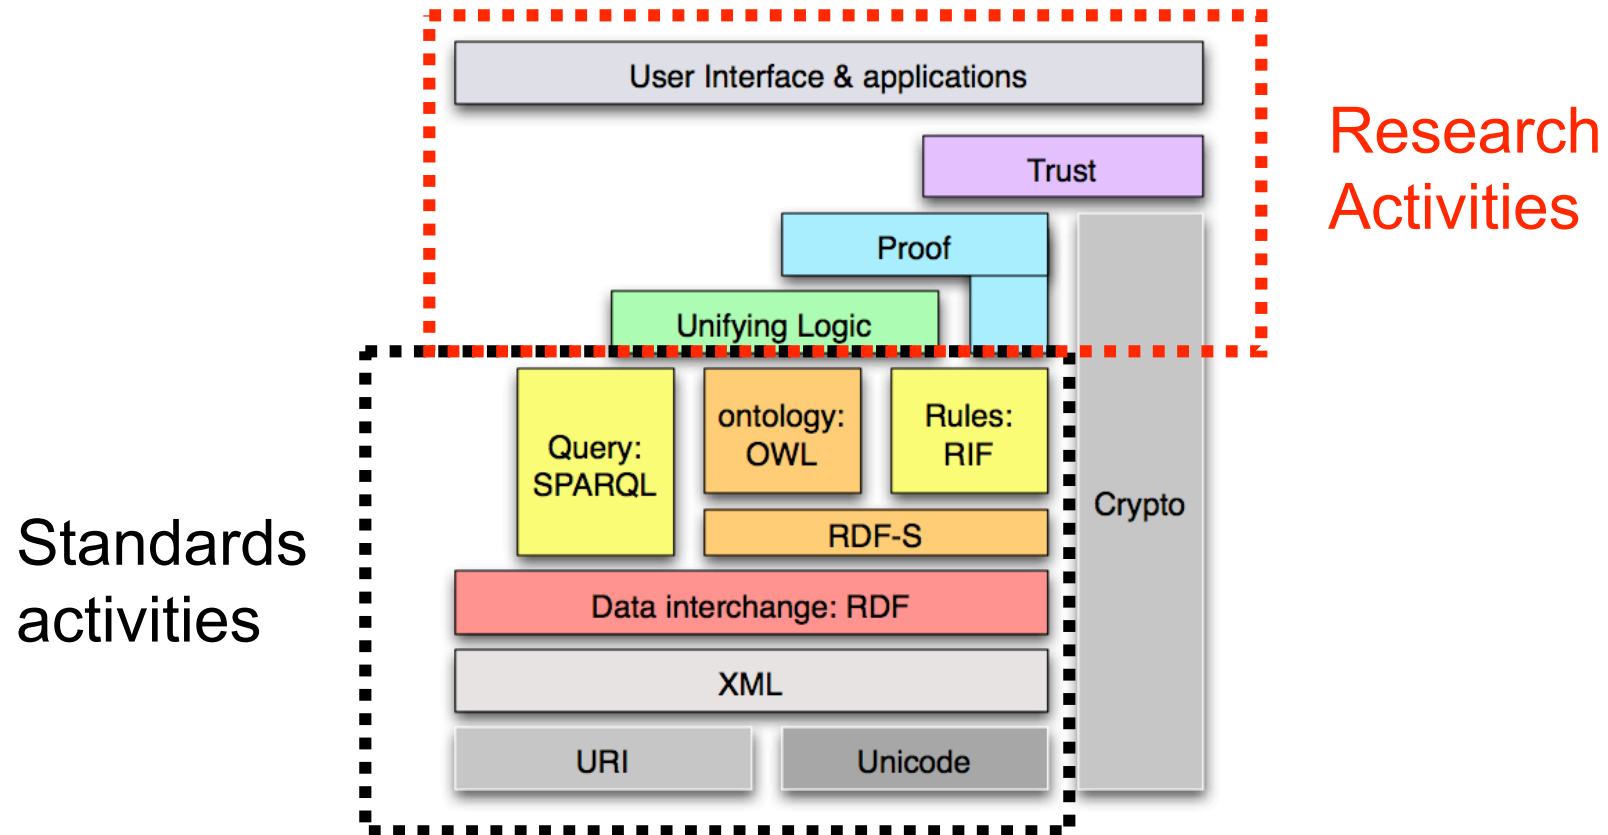 User Interface & applications
Research
Activities
Trust
Proof
Unifying Logic
Query:
SPARQL
ontology:
OWL
Rules:
RIF
Crypto
RDF-S
Standards
activities
Data interchange: RDF
XML
URI
Unicode